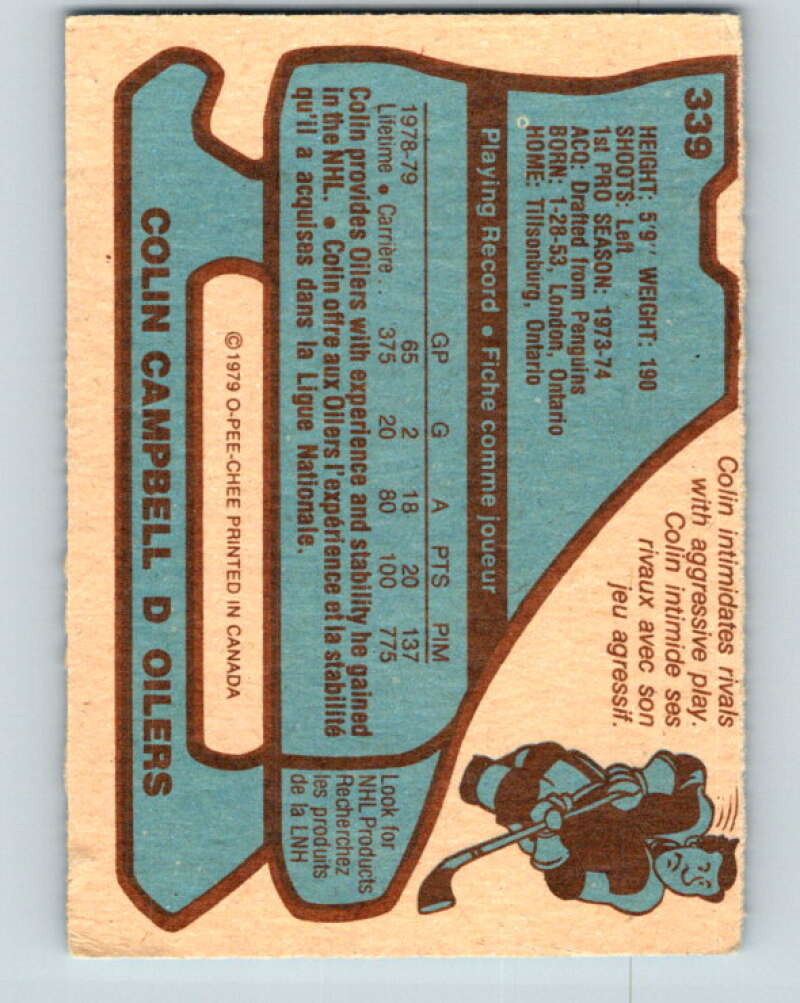 339
HEIGHT: 5'9" WEIGHT: 190
SHOOTS: Left
1st PRO SEASON: 1973-74
ACQ: Drafted from Penguins
BORN: 1-28-53, London, Ontario
HOME: Tillsonburg, Ontario
C
Colin intimidates rivals
with aggressive play.
Colin intimide ses
rivaux avec son
jeu agressif.
Playing Record • Fiche comme joueur
GP G A PTS PIM
1978-79 65 2 18 20 137
Lifetime • Carrière . . 375 20 80 100 775
Colin provides Oilers with experience and stability he gained
in the NHL. • Colin offre aux Oilers l'expérience et la stabilité
qu'il a acquises dans la Ligue Nationale.
Look for
NHL Products
Recherchez
les produits
de la LNH
©1979 O-PEE-CHEE PRINTED IN CANADA
COLIN CAMPBELL D OILERS